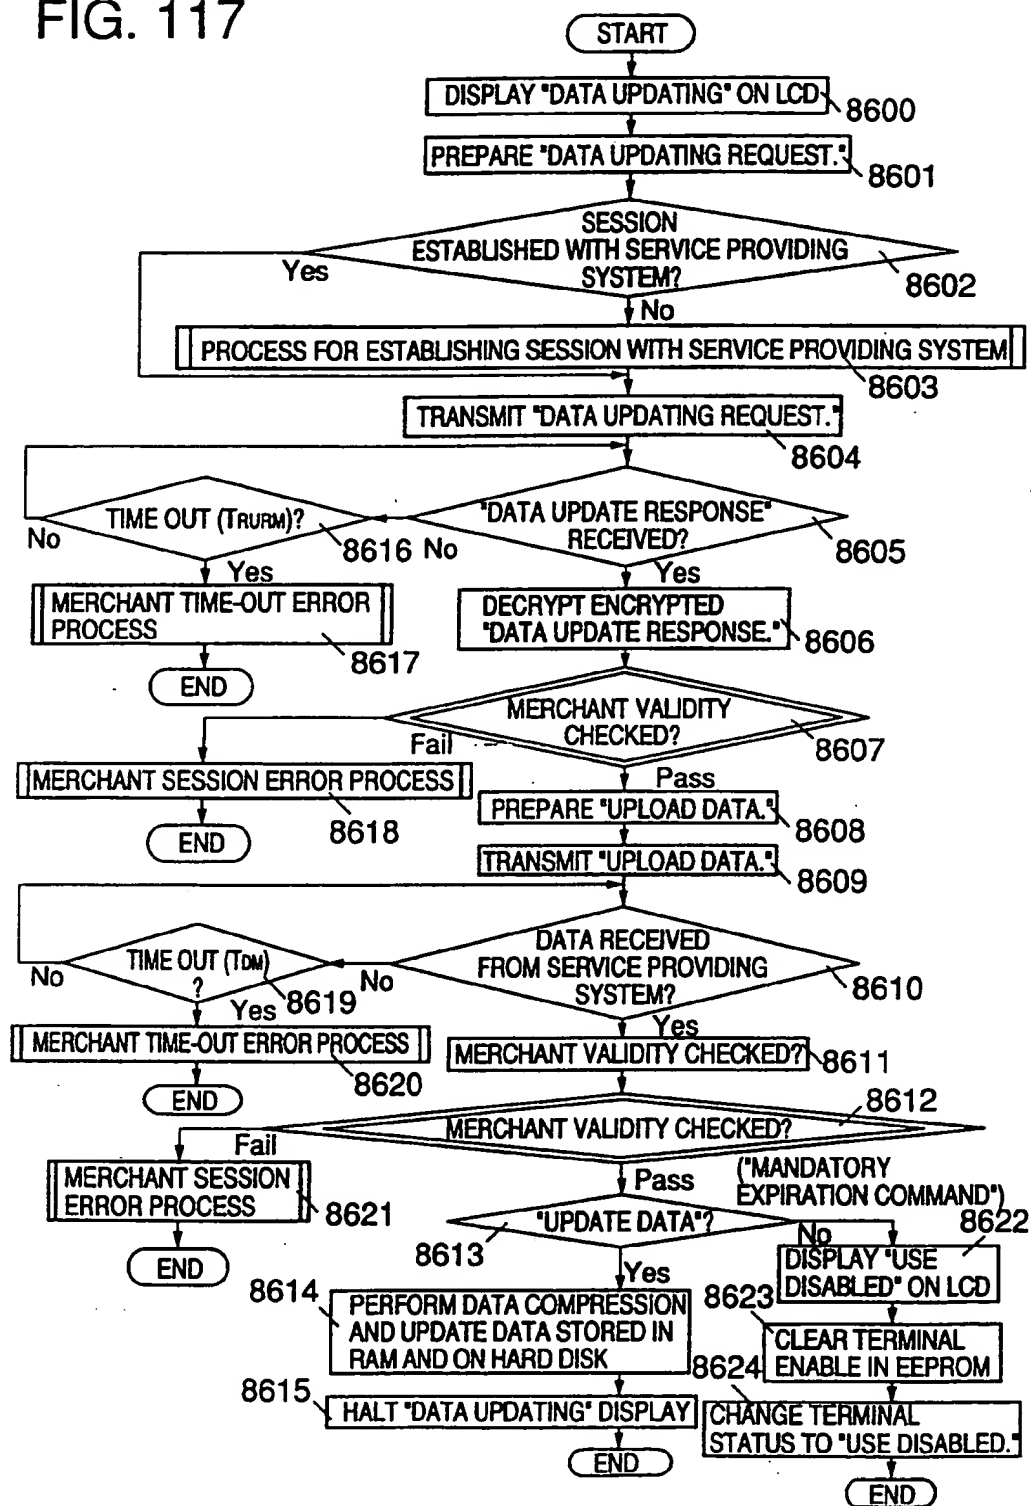 FIG. 117
START
DISPLAY "DATA UPDATING" ON LCD
8600
PREPARE "DATA UPDATING REQUEST."
8601
SESSION
ESTABLISHED WITH SERVICE PROVIDING
SYSTEM?
8602
Yes
No
PROCESS FOR ESTABLISHING SESSION WITH SERVICE PROVIDING SYSTEM
8603
TRANSMIT "DATA UPDATING REQUEST."
8604
"DATA UPDATE RESPONSE"
RECEIVED?
8605
No
TIME OUT (TRURM)?
8616
No
Yes
MERCHANT TIME-OUT ERROR
PROCESS
8617
END
Yes
DECRYPT ENCRYPTED
"DATA UPDATE RESPONSE."
8606
MERCHANT VALIDITY
CHECKED?
8607
Fail
MERCHANT SESSION ERROR PROCESS
8618
END
Pass
PREPARE "UPLOAD DATA."
8608
TRANSMIT "UPLOAD DATA."
8609
DATA RECEIVED
FROM SERVICE PROVIDING
SYSTEM?
8610
No
TIME OUT (TDM)
?
8619
No
Yes
MERCHANT TIME-OUT ERROR PROCESS
8620
END
Yes
MERCHANT VALIDITY CHECKED?
8611
MERCHANT VALIDITY CHECKED?
8612
Fail
MERCHANT SESSION
ERROR PROCESS
8621
END
Pass
"UPDATE DATA"?
8613
("MANDATORY
EXPIRATION COMMAND")
No
8622
DISPLAY "USE
DISABLED" ON LCD
8623
CLEAR TERMINAL
ENABLE IN EEPROM
8624
CHANGE TERMINAL
STATUS TO "USE DISABLED."
END
Yes
8614
PERFORM DATA COMPRESSION
AND UPDATE DATA STORED IN
RAM AND ON HARD DISK
8615
HALT "DATA UPDATING" DISPLAY
END